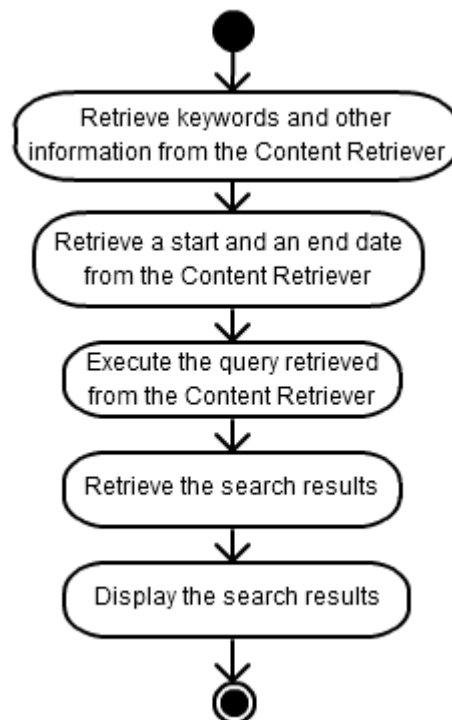 Retrieve keywords and other
information from the Content Retriever
Retrieve a start and an end date
from the Content Retriever
Execute the query retrieved
from the Content Retriever
Retrieve the search results
Display the search results